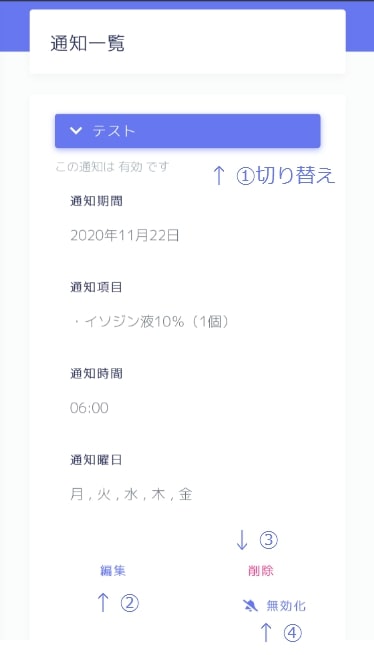 通知一覧
テスト
この通知は 有効 です
↑ ①切り替え
通知期間
2020年11月22日
通知項目
・イソジン液10%（1個）
通知時間
06:00
通知曜日
月 , 火 , 水 , 木 , 金
↓ ③
編集 削除
↑ ② 無効化
↑ ④